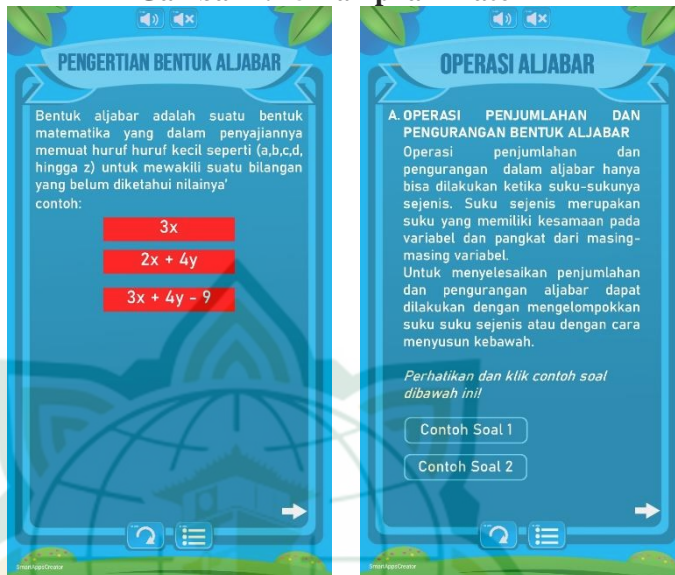 PENGERTIAN BENTUK ALJABAR
Bentuk aljabar adalah suatu bentuk
matematika yang dalam penyajiannya
memuat huruf huruf kecil seperti (a,b,c,d,
hingga z) untuk mewakili suatu bilangan
yang belum diketahui nilainya'
contoh:
3x
2x + 4y
3x + 4y - 9
SmartAppsCreator
OPERASI ALJABAR
A. OPERASI PENJUMLAHAN DAN
PENGURANGAN BENTUK ALJABAR
Operasi penjumlahan dan
pengurangan dalam aljabar hanya
bisa dilakukan ketika suku-sukunya
sejenis. Suku sejenis merupakan
suku yang memiliki kesamaan pada
variabel dan pangkat dari masing-
masing variabel.
Untuk menyelesaikan penjumlahan
dan pengurangan aljabar dapat
dilakukan dengan mengelompokkan
suku suku sejenis atau dengan cara
menyusun kebawah.
Perhatikan dan klik contoh soal
dibawah ini!
Contoh Soal 1
Contoh Soal 2
SmartAppsCreator